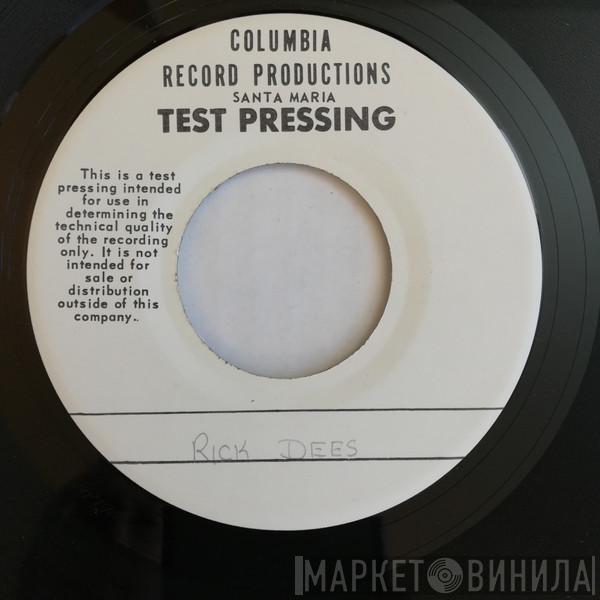 COLUMBIA
RECORD PRODUCTIONS
SANTA MARIA
TEST PRESSING
This is a test
pressing intended
for use in
determining the
technical quality
of the recording
only. It is not
intended for
sale or
distribution
outside of this
company..
RICK DEES
МАРКЕТ ВИНИЛА